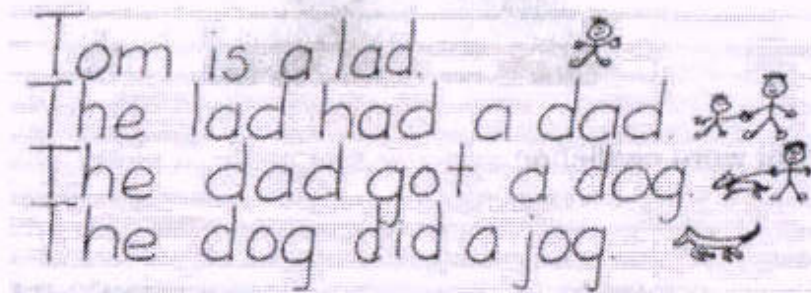 Tom is a lad.
The lad had a dad.
The dad got a dog.
The dog did a jog.